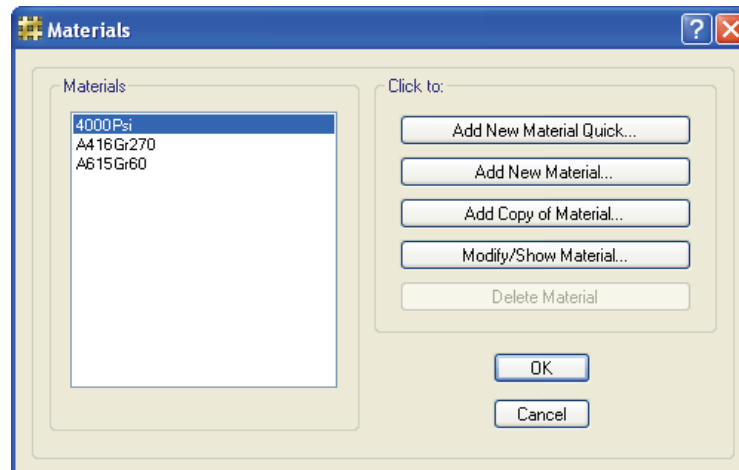 Materials
Materials
4000Psi
A416Gr270
A615Gr60
Click to:
Add New Material Quick...
Add New Material...
Add Copy of Material...
Modify/Show Material...
Delete Material
OK
Cancel